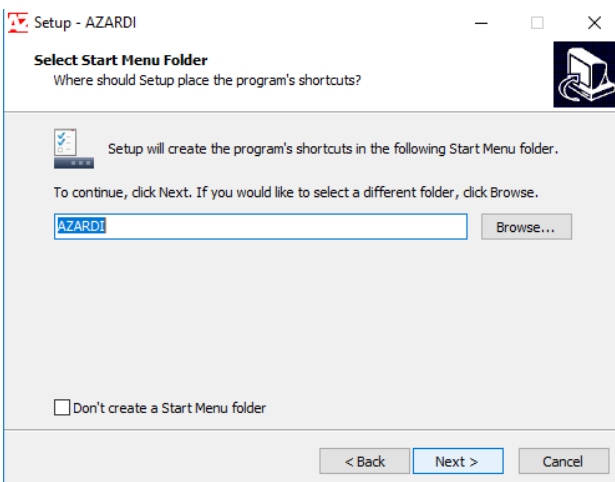 Setup - AZARDI
Select Start Menu Folder
Where should Setup place the program's shortcuts?
Setup will create the program's shortcuts in the following Start Menu folder.
To continue, click Next. If you would like to select a different folder, click Browse.
AZARDI
Browse...
Don't create a Start Menu folder
< Back
Next >
Cancel